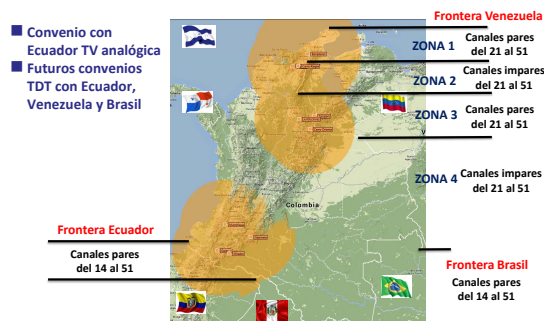 Convenio con
Ecuador TV analógica
Futuros convenios
TDT con Ecuador,
Venezuela y Brasil
Frontera Venezuela
ZONA 1
Canales pares
del 21 al 51
ZONA 2
Canales impares
del 21 al 51
ZONA 3
Canales pares
del 21 al 51
ZONA 4
Canales impares
del 21 al 51
Colombia
Frontera Ecuador
Canales pares
del 14 al 51
Frontera Brasil
Canales pares
del 14 al 51